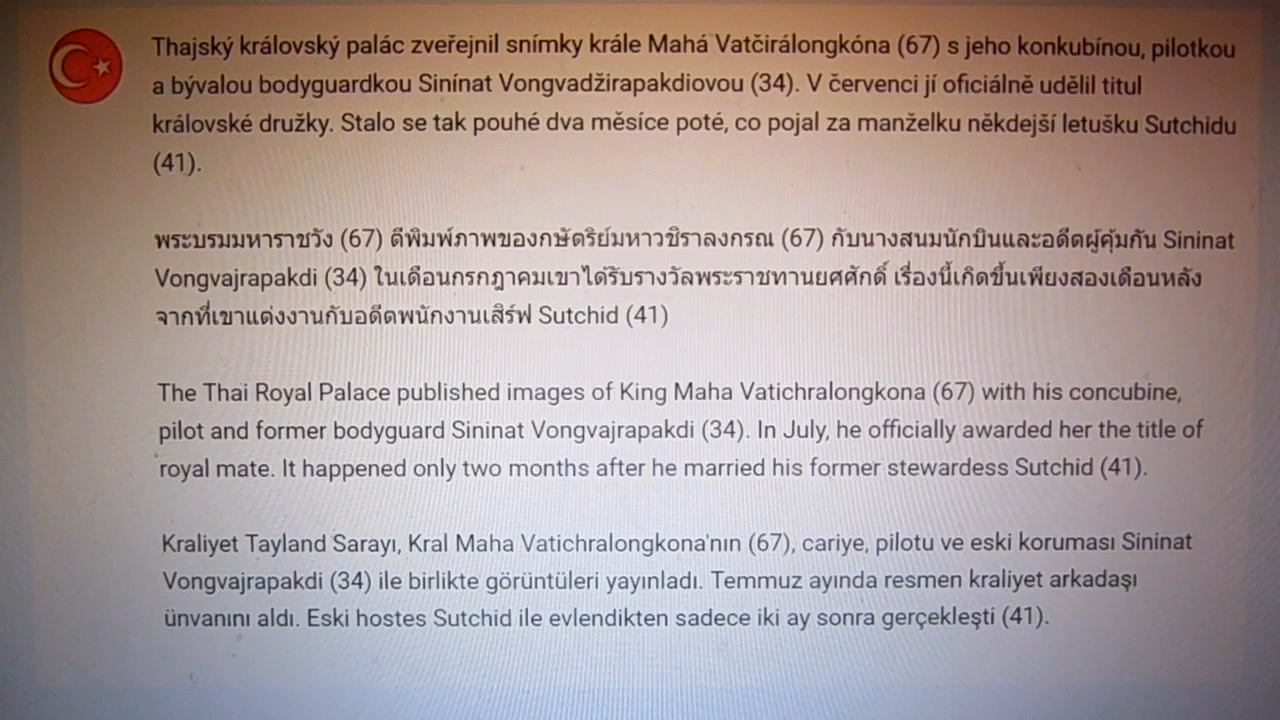 Thajský královský palác zveřejnil snímky krále Mahá Vatčirálongkóna (67) s jeho konkubínou, pilotkou
a bývalou bodyguardkou Sinínat Vongvadžirapakdiovou (34). V červenci jí oficiálně udělil titul
královské družky. Stalo se tak pouhé dva měsíce poté, co pojal za manželku někdejší letušku Sutchidu
(41).
พระบรมมหาราชวัง (67) ตีพิมพ์ภาพของกษัตริย์มหาวชิราลงกรณ (67) กับนางสนมนักบินและอดีตผู้คุ้มกัน Sininat
Vongvajrapakdi (34) ในเดือนกรกฎาคมเขาได้รับรางวัลพระราชทานยศศักดิ์ เรื่องนี้เกิดขึ้นเพียงสองเดือนหลัง
จากที่เขาแต่งงานกับอดีตพนักงานเสิร์ฟ Sutchid (41)
The Thai Royal Palace published images of King Maha Vatichralongkona (67) with his concubine,
pilot and former bodyguard Sininat Vongvajrapakdi (34). In July, he officially awarded her the title of
royal mate. It happened only two months after he married his former stewardess Sutchid (41).
Kraliyet Tayland Sarayı, Kral Maha Vatichralongkona'nın (67), cariye, pilotu ve eski koruması Sininat
Vongvajrapakdi (34) ile birlikte görüntüleri yayınladı. Temmuz ayında resmen kraliyet arkadaşı
ünvanını aldı. Eski hostes Sutchid ile evlendikten sadece iki ay sonra gerçekleşti (41).